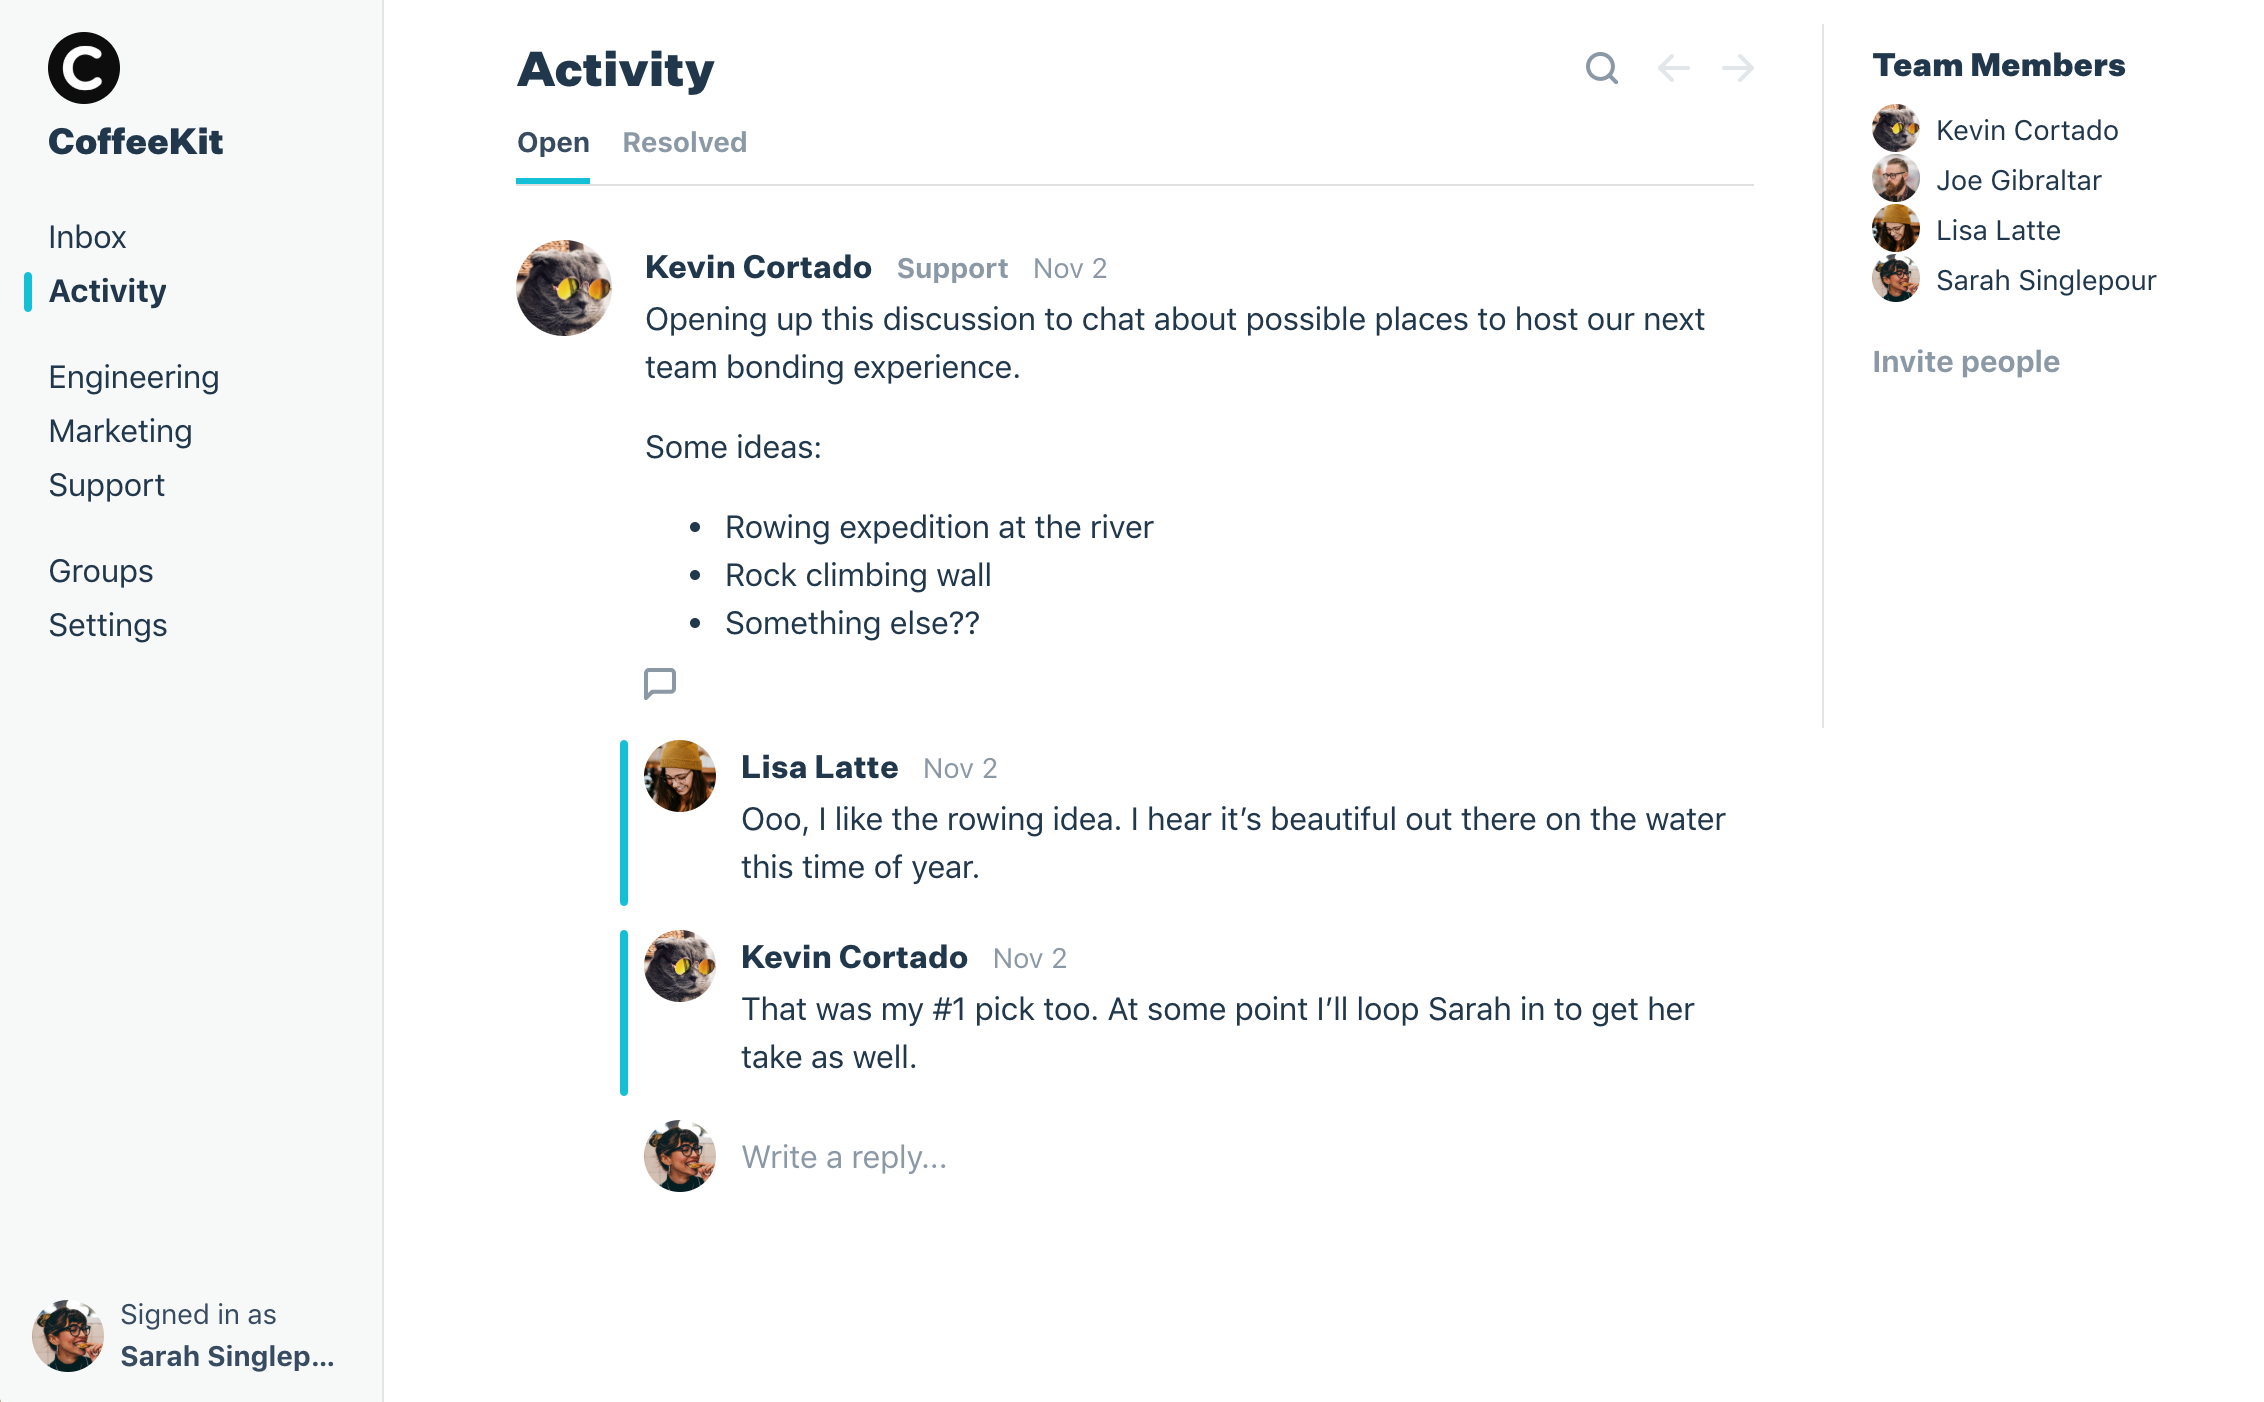 C
CoffeeKit
Inbox
Activity
Engineering
Marketing
Support
Groups
Settings
Signed in as
Sarah Singlep...
Activity
Open Resolved
Kevin Cortado Support Nov 2
Opening up this discussion to chat about possible places to host our next
team bonding experience.
Some ideas:
• Rowing expedition at the river
• Rock climbing wall
• Something else??
Lisa Latte Nov 2
Ooo, I like the rowing idea. I hear it’s beautiful out there on the water
this time of year.
Kevin Cortado Nov 2
That was my #1 pick too. At some point I’ll loop Sarah in to get her
take as well.
Write a reply...
Team Members
Kevin Cortado
Joe Gibraltar
Lisa Latte
Sarah Singlepour
Invite people